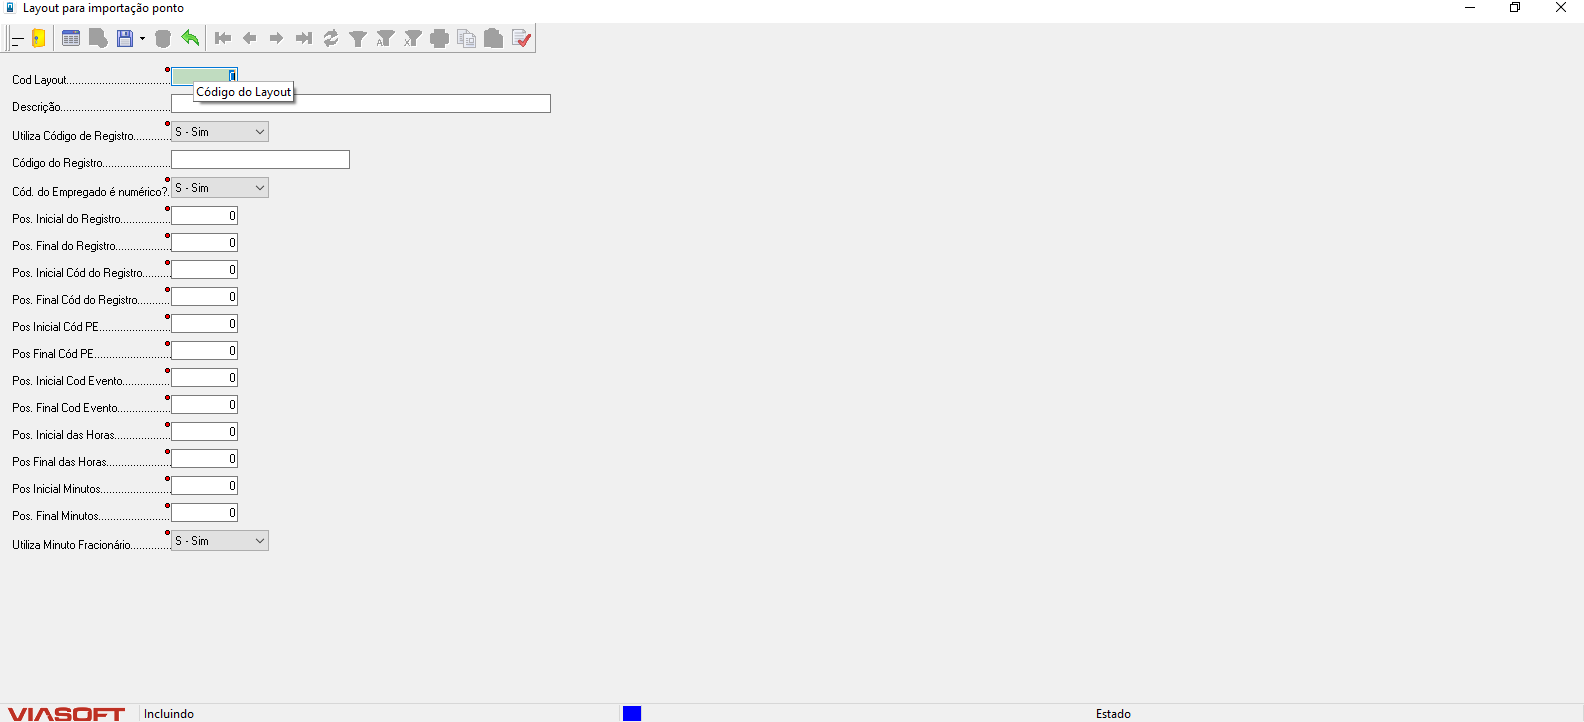 Layout para importação ponto
Cod Layout
Código do Layout
Descrição
Utiliza Código de Registro S - Sim
Código do Registro
Cód. do Empregado é numérico? S - Sim
Pos. Inicial do Registro 0
Pos. Final do Registro 0
Pos. Inicial Cód do Registro 0
Pos. Final Cód do Registro 0
Pos Inicial Cód PE 0
Pos Final Cód PE 0
Pos. Inicial Cod Evento 0
Pos. Final Cod Evento 0
Pos. Inicial das Horas 0
Pos Final das Horas 0
Pos Inicial Minutos 0
Pos. Final Minutos 0
Utiliza Minuto Fracionário S - Sim
VIASOFT Incluindo Estado